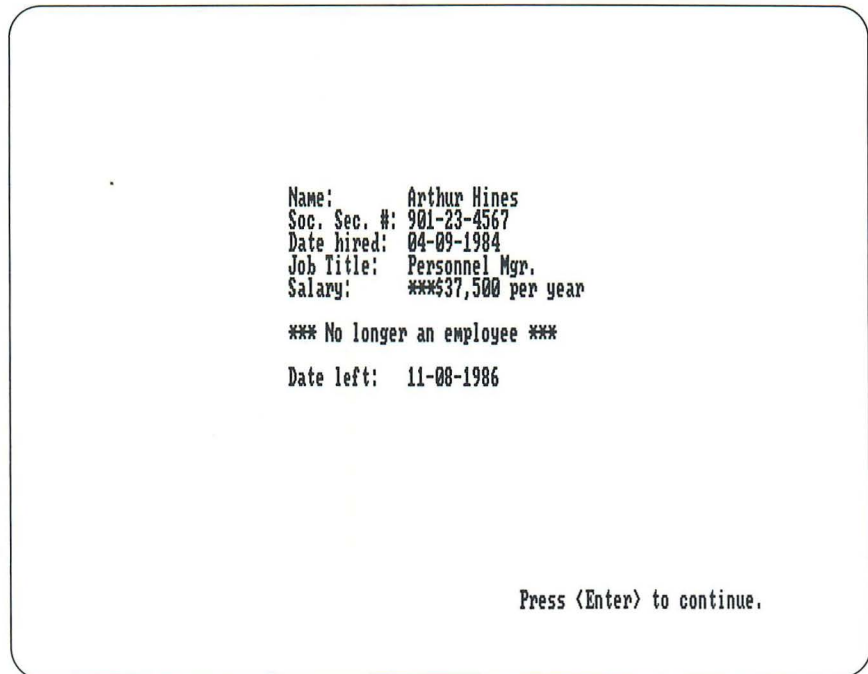 Name: Arthur Hines
Soc. Sec. #: 901-23-4567
Date hired: 04-09-1984
Job Title: Personnel Mgr.
Salary: ***$37,500 per year
*** No longer an employee ***
Date left: 11-08-1986
Press <Enter> to continue.